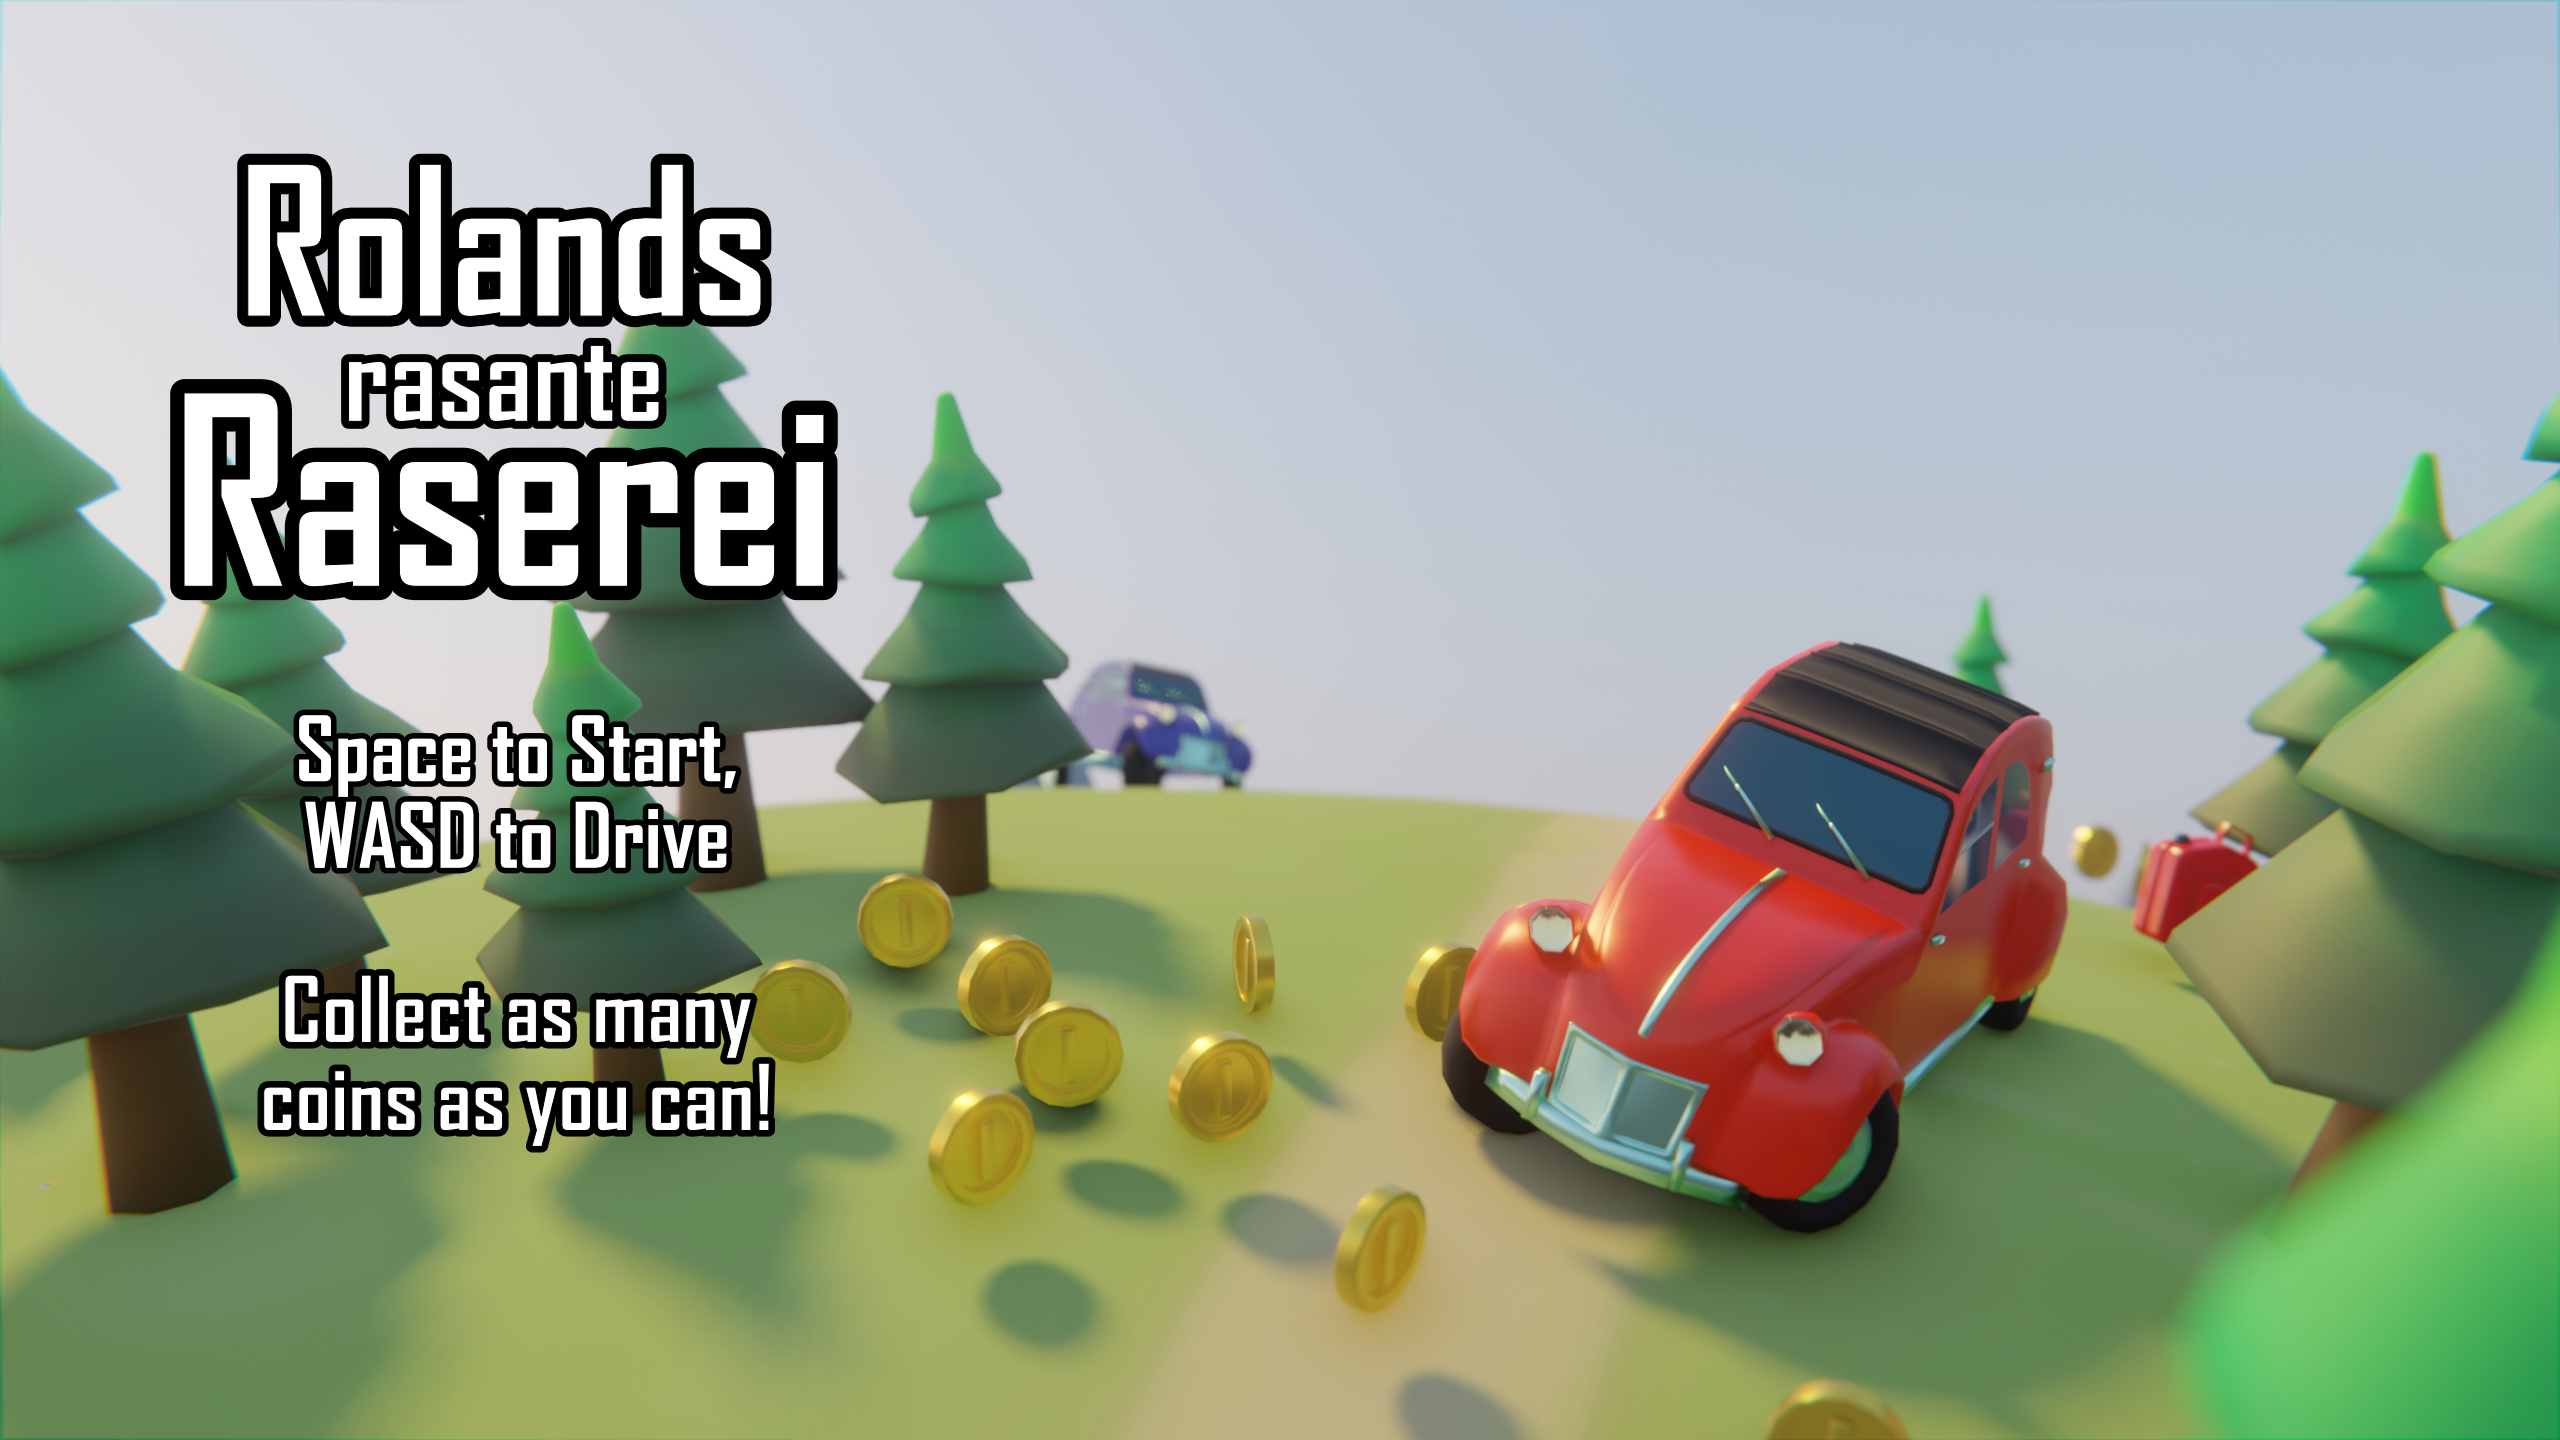 Rolands
rasante
Raserei
Space to Start,
WASD to Drive
Collect as many
coins as you can!